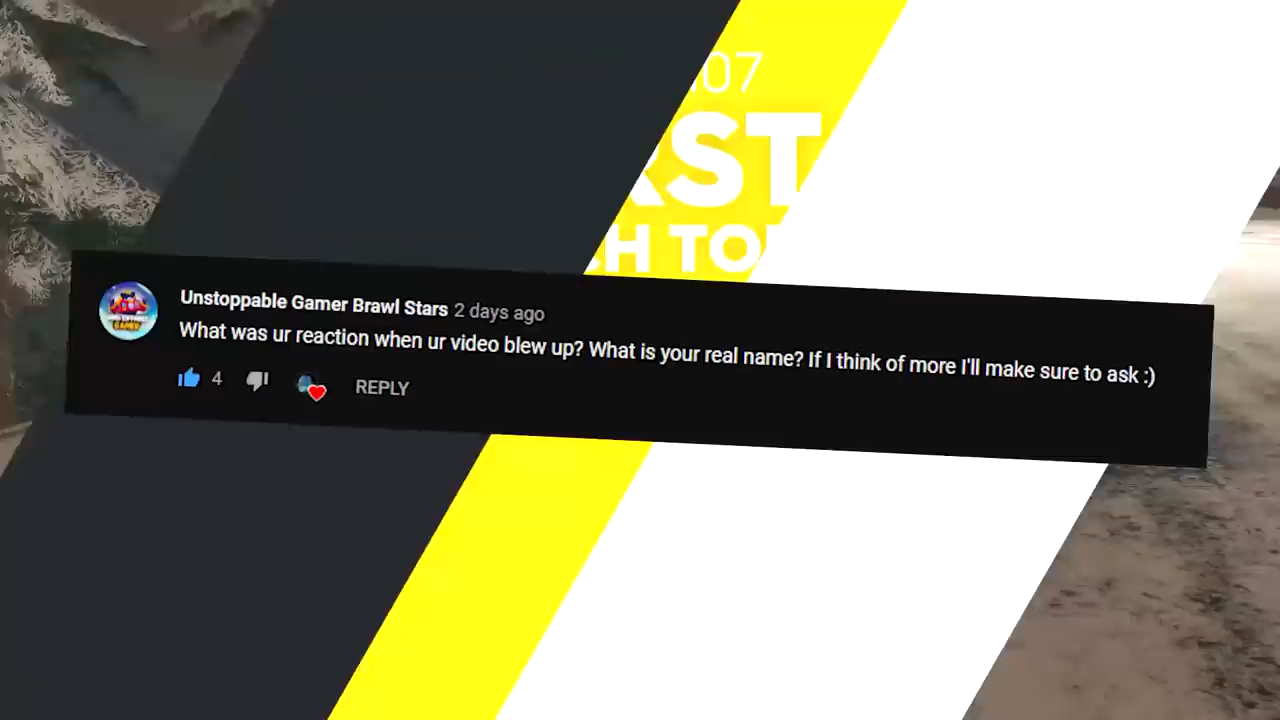 07
ST
H TO
Unstoppable Gamer Brawl Stars 2 days ago
What was ur reaction when ur video blew up? What is your real name? If I think of more I'll make sure to ask :)
4
REPLY